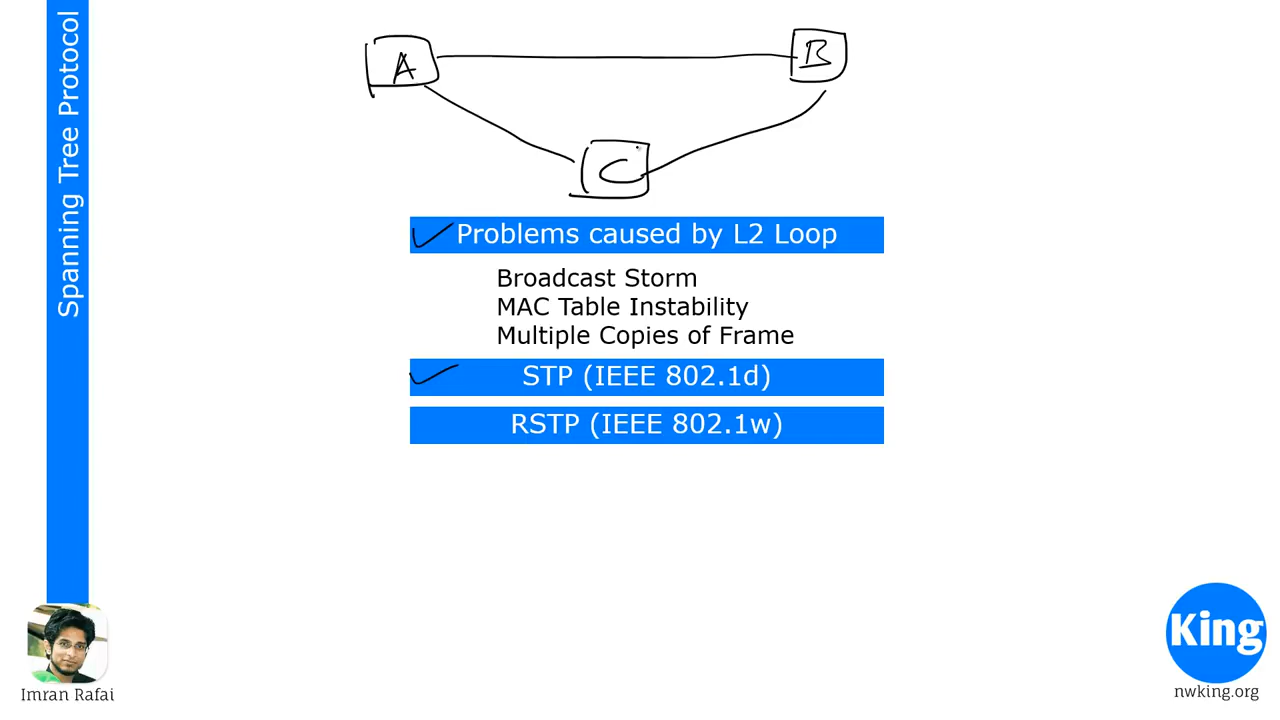 Spanning Tree Protocol
A
B
C
Problems caused by L2 Loop
Broadcast Storm
MAC Table Instability
Multiple Copies of Frame
STP (IEEE 802.1d)
RSTP (IEEE 802.1w)
Imran Rafai
King
nwking.org